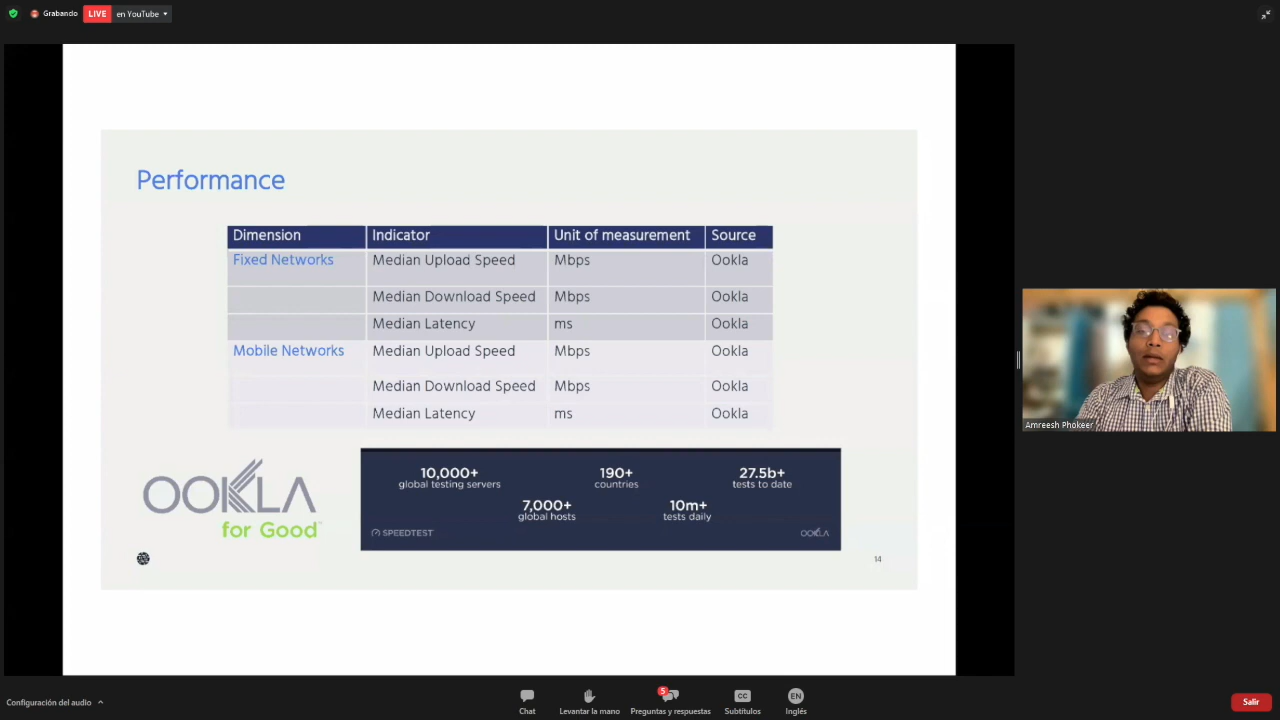 Grabando LIVE en YouTube
Performance
Dimension Indicator Unit of measurement Source
Fixed Networks Median Upload Speed Mbps Ookla
Median Download Speed Mbps Ookla
Median Latency ms Ookla
Mobile Networks Median Upload Speed Mbps Ookla
Median Download Speed Mbps Ookla
Median Latency ms Ookla
OOKLA
for Good™
10,000+
global testing servers
190+
countries
27.5b+
tests to date
7,000+
global hosts
10m+
tests daily
SPEEDTEST
OOKLA
14
Amreesh Phokeer
Configuración del audio
Chat
Levantar la mano
5
Preguntas y respuestas
CC
Subtítulos
EN
Inglés
Salir